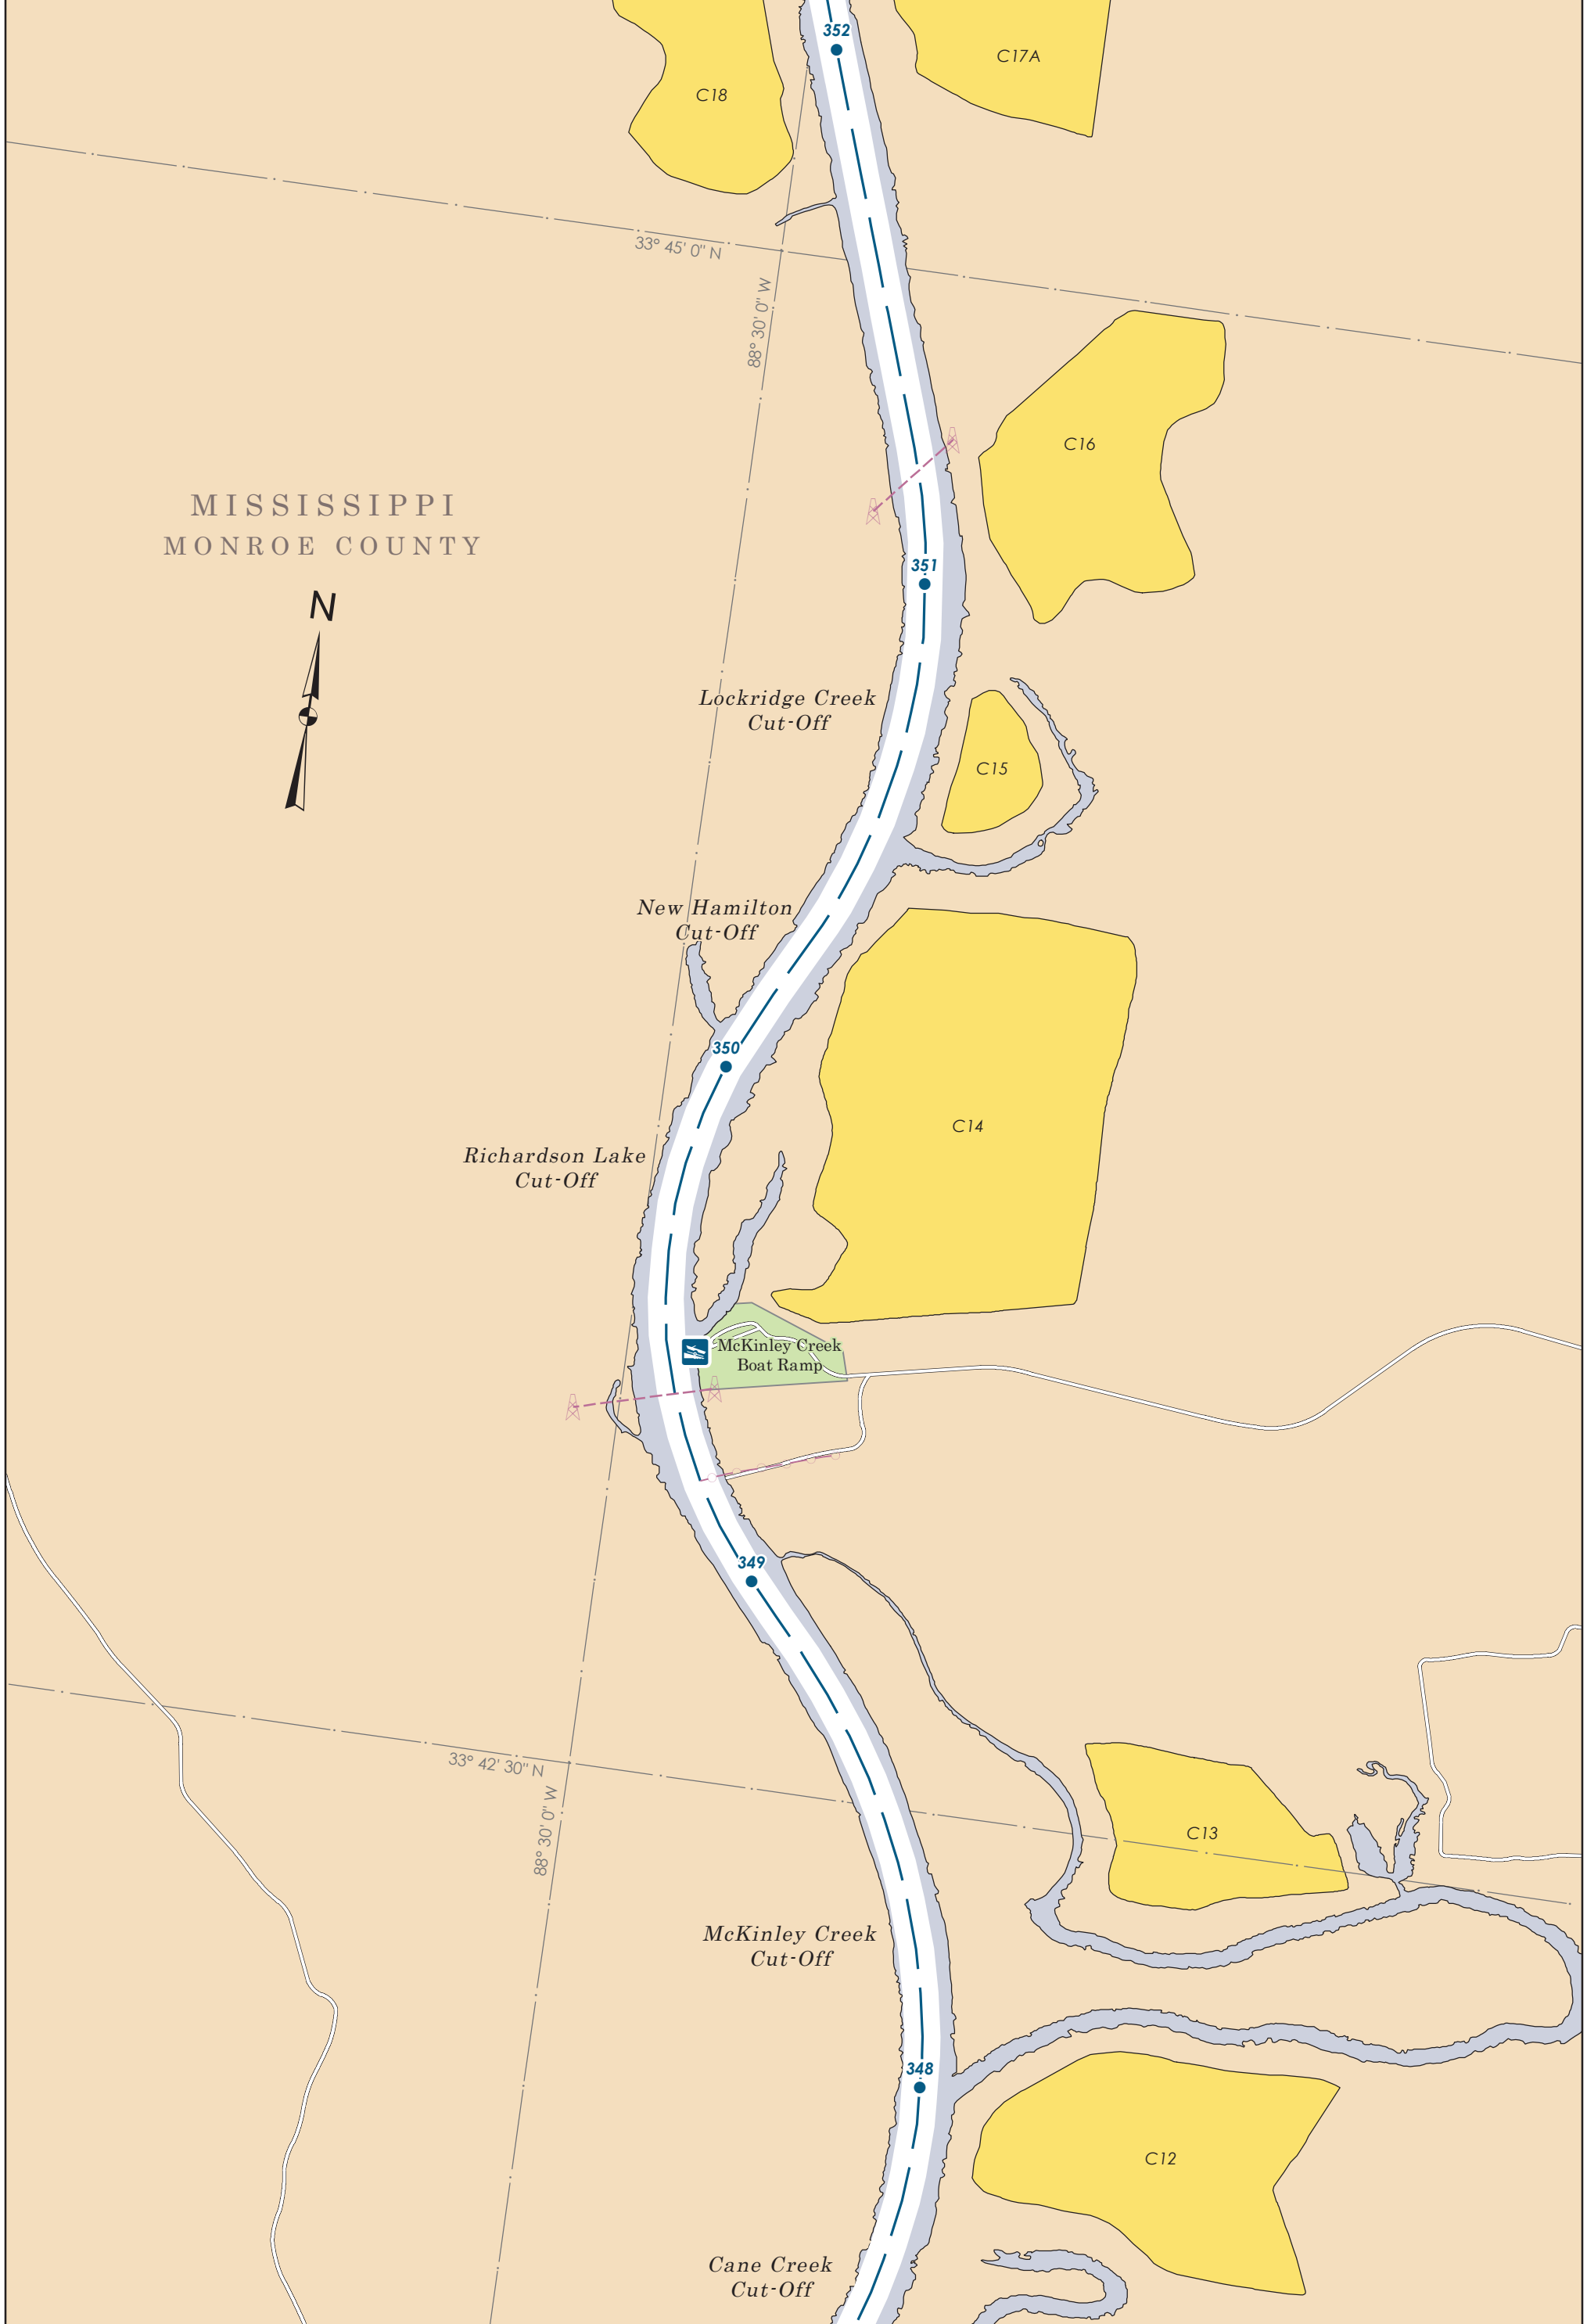 352
C17A
C18
33° 45' 0" N
88° 30' 0" W
C16
MISSISSIPPI
MONROE COUNTY
351
N
Lockridge Creek
Cut-Off
C15
New Hamilton
Cut-Off
350
C14
Richardson Lake
Cut-Off
McKinley Creek
Boat Ramp
349
33° 42' 30" N
88° 30' 0" W
C13
McKinley Creek
Cut-Off
348
C12
Cane Creek
Cut-Off